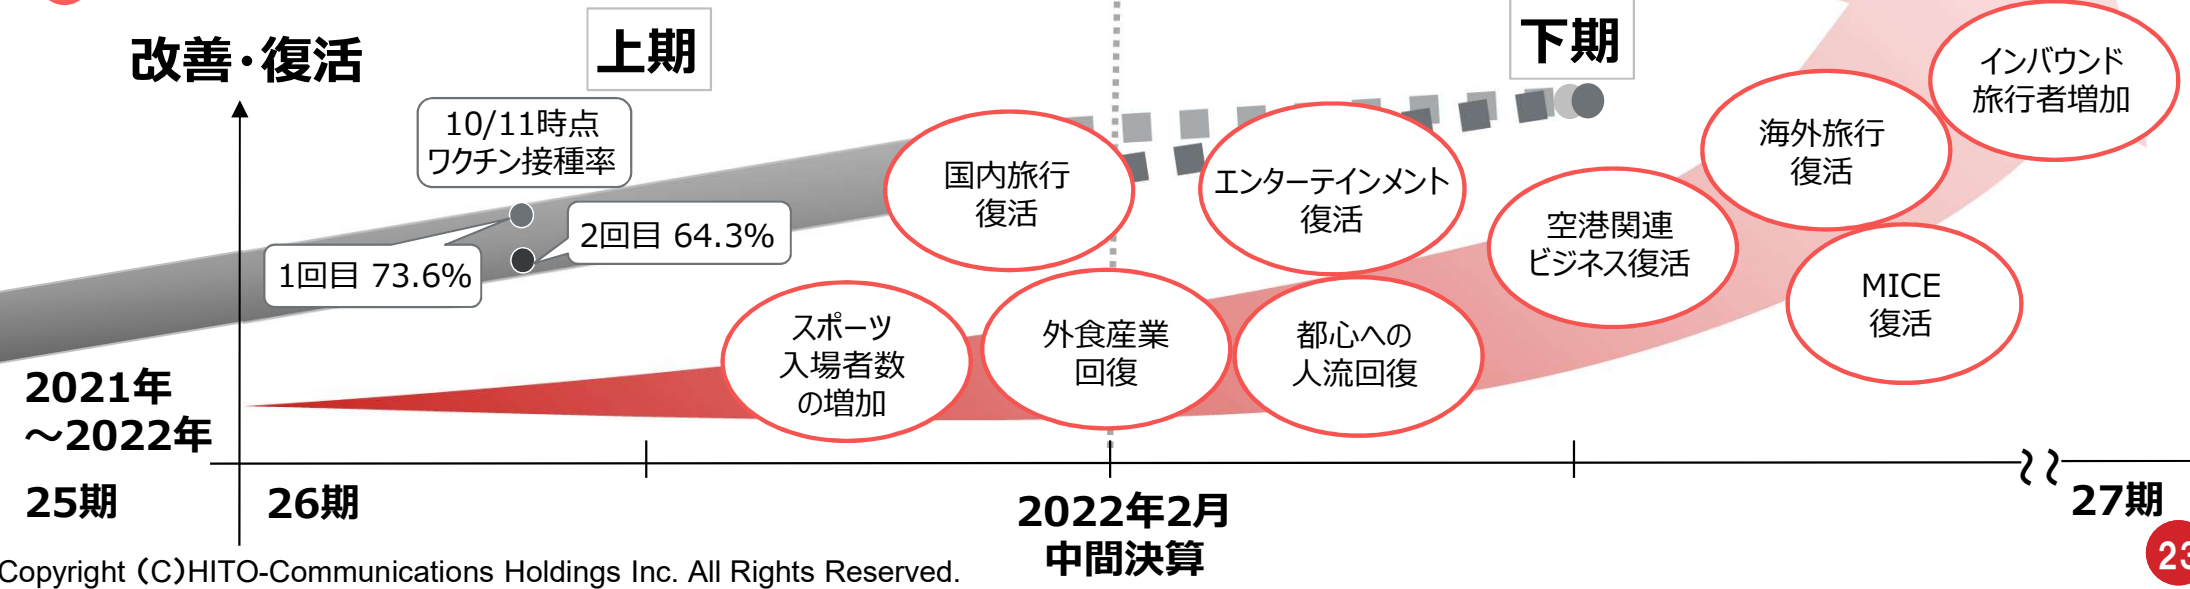 改善・復活
上期
下期
10/11時点
ワクチン接種率
1回目 73.6%
2回目 64.3%
国内旅行
復活
エンターテインメント
復活
インバウンド
旅行者増加
海外旅行
復活
空港関連
ビジネス復活
MICE
復活
スポーツ
入場者数
の増加
外食産業
回復
都心への
人流回復
2021年
～2022年
25期
26期
2022年2月
中間決算
27期
Copyright （C）HITO-Communications Holdings Inc. All Rights Reserved.
23